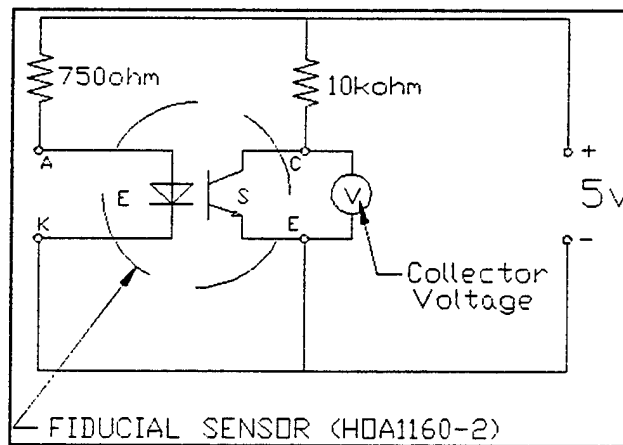 750ohm
10kohm
A
C
E
S
V
+
5v
K
E
-
Collector
Voltage
FIDUCIAL SENSOR (HOA1160-2)